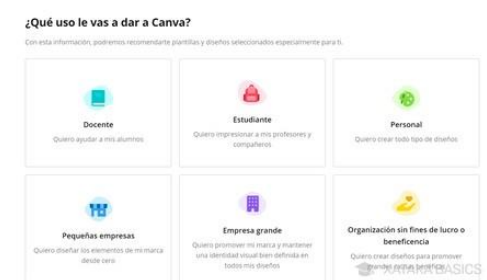 ¿Qué uso le vas a dar a Canva?
Con esta información, podremos recomendarte plantillas y diseños seleccionados especialmente para ti.
Docente
Quiero ayudar a mis alumnos
Estudiante
Quiero impresionar a mis profesores y
compañeros
Personal
Quiero crear todo tipo de diseños
Pequeñas empresas
Quiero diseñar los elementos de mi marca
desde cero
Empresa grande
Quiero promover mi marca y mantener
una identidad visual bien definida en
todos mis diseños
Organización sin fines de lucro o
beneficencia
Quiero crear diseños para promover
grandes causas benéficas
XATAKA BASICS